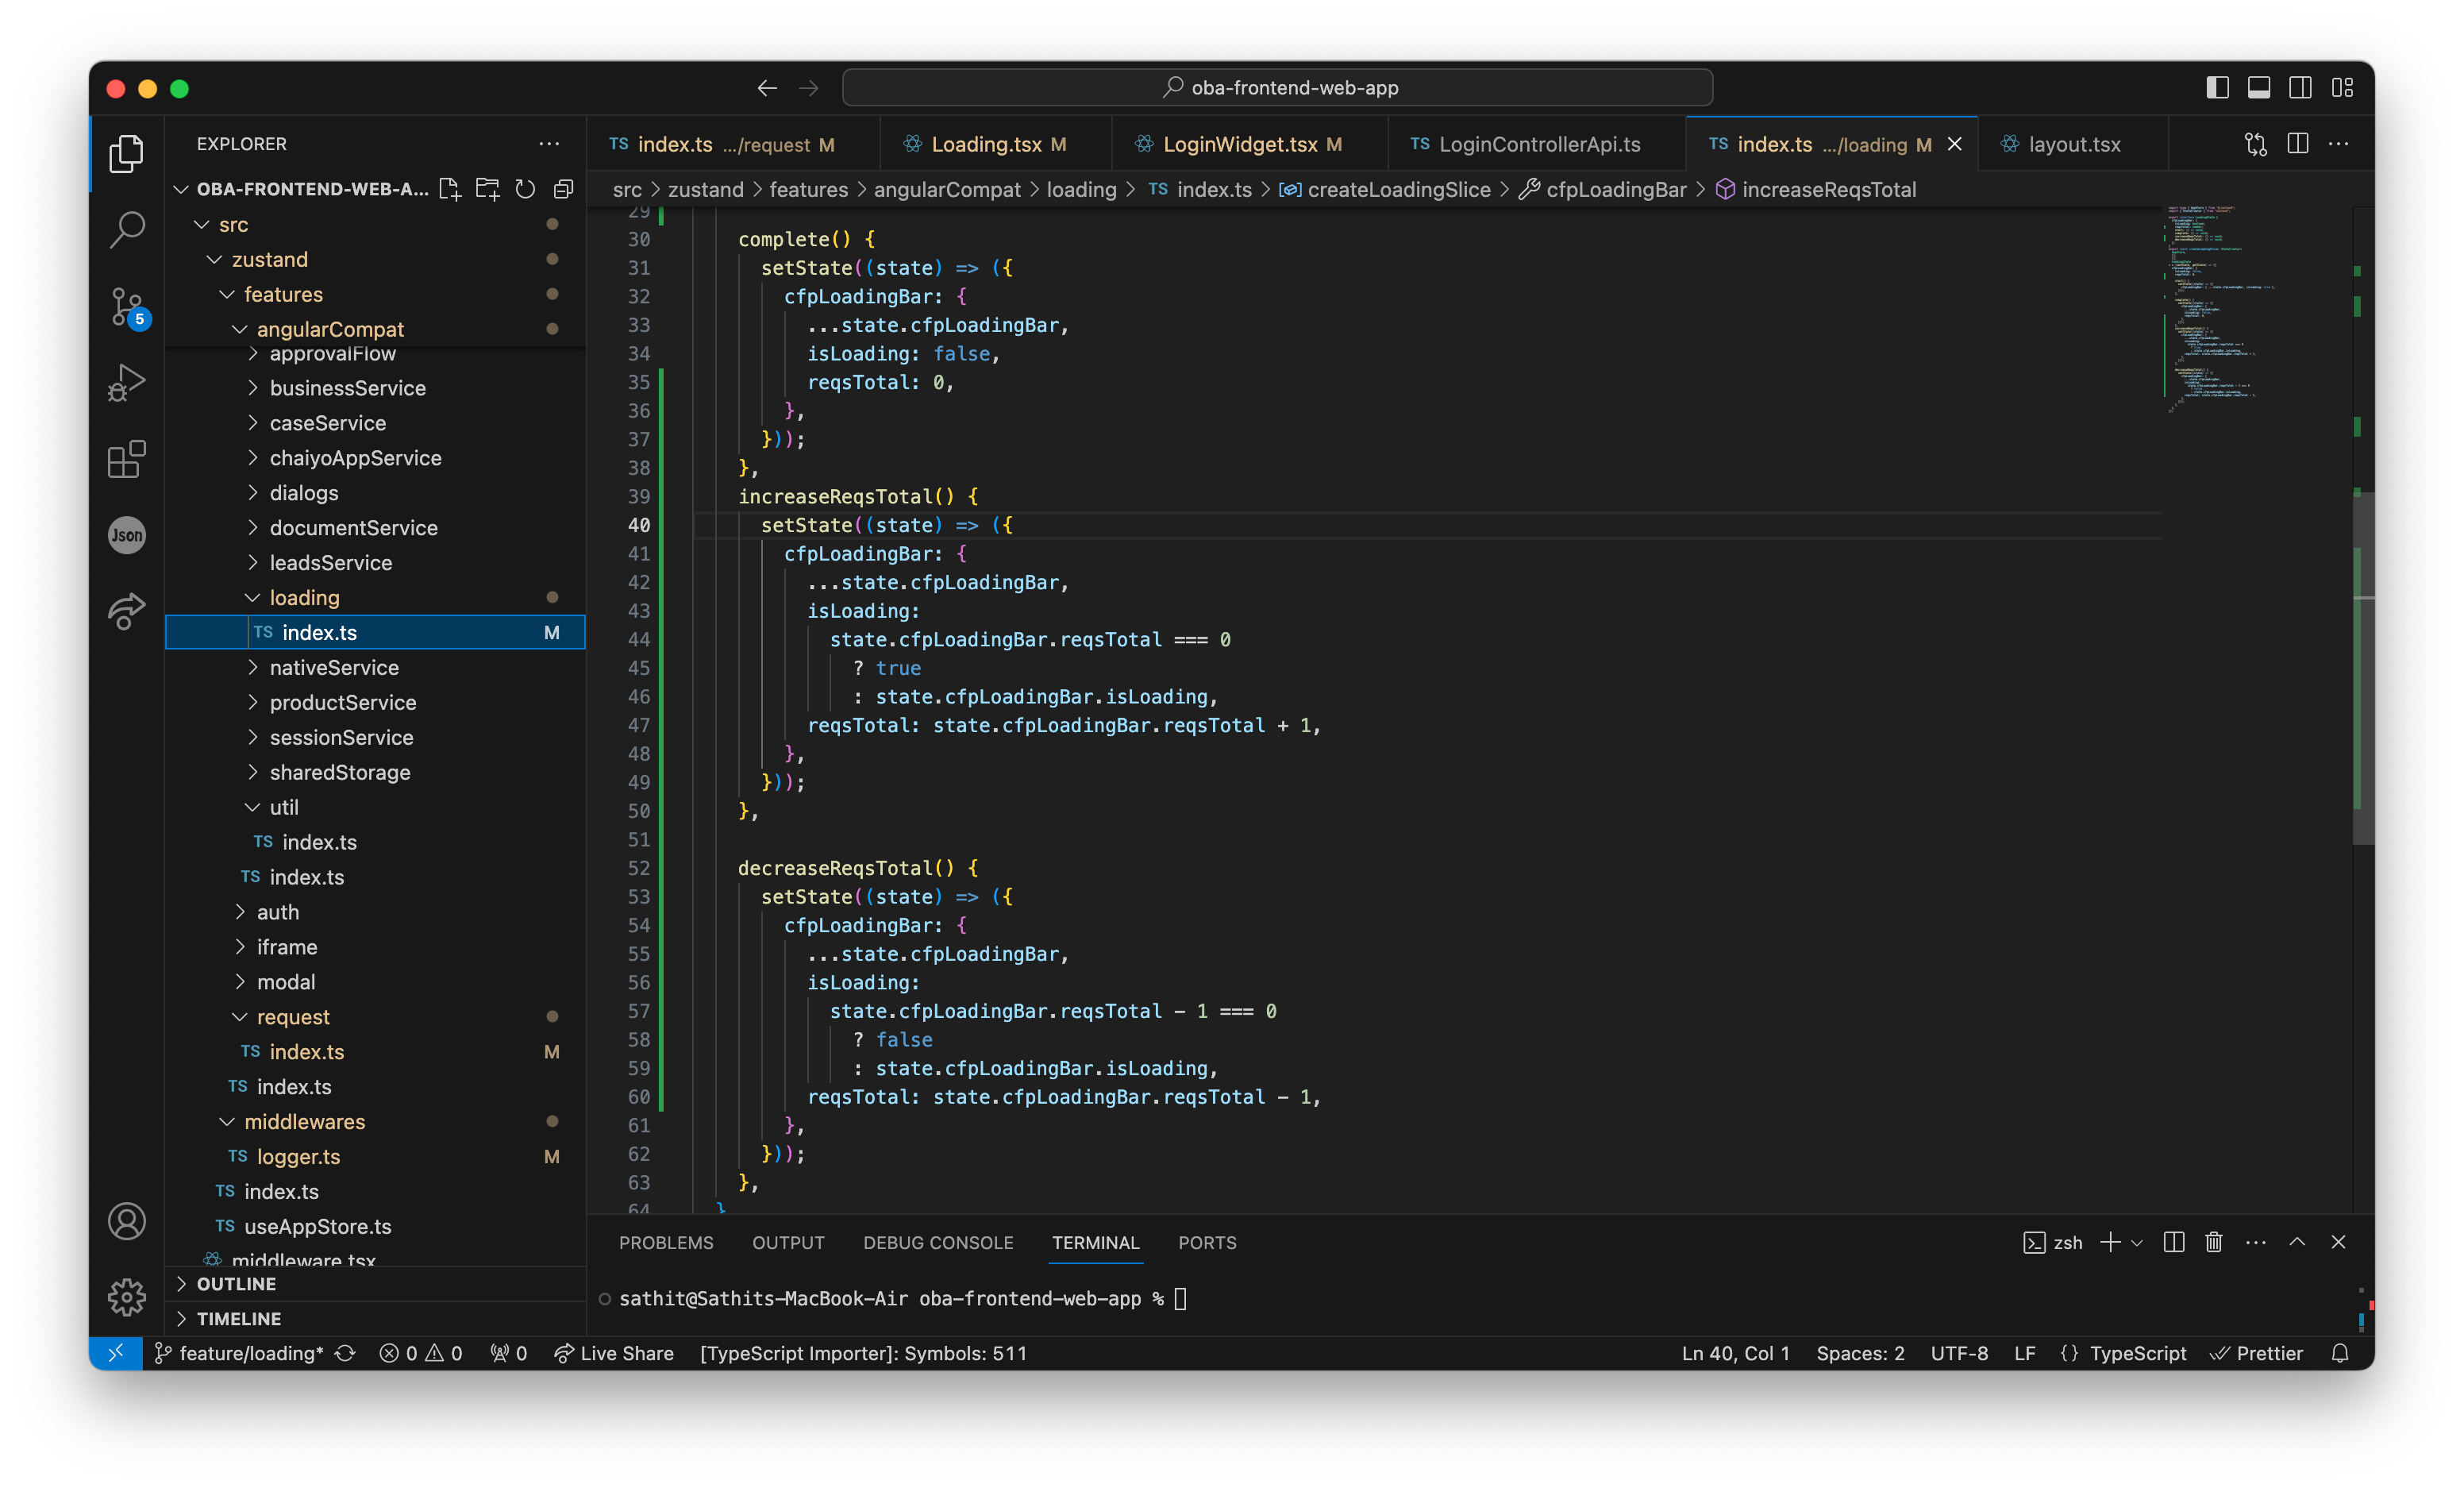 oba-frontend-web-app
EXPLORER
OBA-FRONTEND-WEB-A...
src
zustand
features
angularCompat
approvalFlow
businessService
caseService
chaiyoAppService
dialogs
documentService
leadsService
loading
TS index.ts M
nativeService
productService
sessionService
sharedStorage
util
TS index.ts
TS index.ts
auth
iframe
modal
request
TS index.ts M
TS index.ts
middlewares
TS logger.ts M
TS index.ts
TS useAppStore.ts
middleware.tsx
OUTLINE
TIMELINE
5
Json
TS index.ts .../request M
Loading.tsx M
LoginWidget.tsx M
TS LoginControllerApi.ts
TS index.ts .../loading M
layout.tsx
src > zustand > features > angularCompat > loading > TS index.ts > createLoadingSlice > cfpLoadingBar > increaseReqsTotal
29
30 complete() {
31 setState((state) => ({
32 cfpLoadingBar: {
33 ...state.cfpLoadingBar,
34 isLoading: false,
35 reqsTotal: 0,
36 },
37 }));
38 },
39 increaseReqsTotal() {
40 setState((state) => ({
41 cfpLoadingBar: {
42 ...state.cfpLoadingBar,
43 isLoading:
44 state.cfpLoadingBar.reqsTotal === 0
45 ? true
46 : state.cfpLoadingBar.isLoading,
47 reqsTotal: state.cfpLoadingBar.reqsTotal + 1,
48 },
49 }));
50 },
51
52 decreaseReqsTotal() {
53 setState((state) => ({
54 cfpLoadingBar: {
55 ...state.cfpLoadingBar,
56 isLoading:
57 state.cfpLoadingBar.reqsTotal - 1 === 0
58 ? false
59 : state.cfpLoadingBar.isLoading,
60 reqsTotal: state.cfpLoadingBar.reqsTotal - 1,
61 },
62 }));
63 },
64 }
PROBLEMS OUTPUT DEBUG CONSOLE TERMINAL PORTS
zsh
sathit@Sathits-MacBook-Air oba-frontend-web-app %
feature/loading* 0 0 0 Live Share [TypeScript Importer]: Symbols: 511 Ln 40, Col 1 Spaces: 2 UTF-8 LF {} TypeScript Prettier